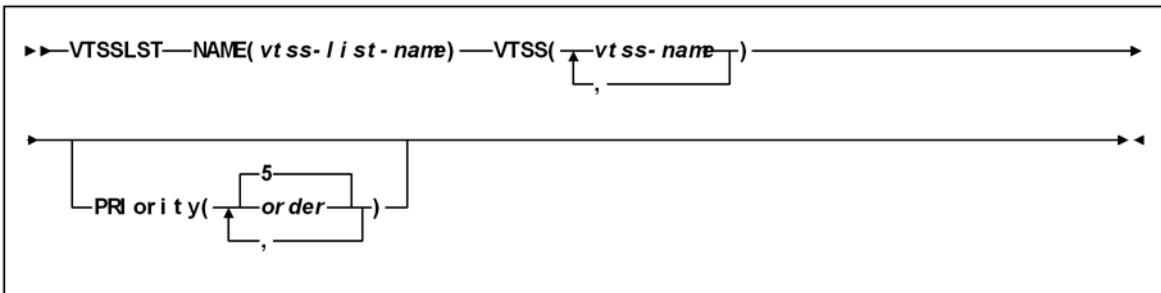 VTSSLST NAME(vtss-list-name) VTSS( vtss-name )
,
5
PRIority( order )
,